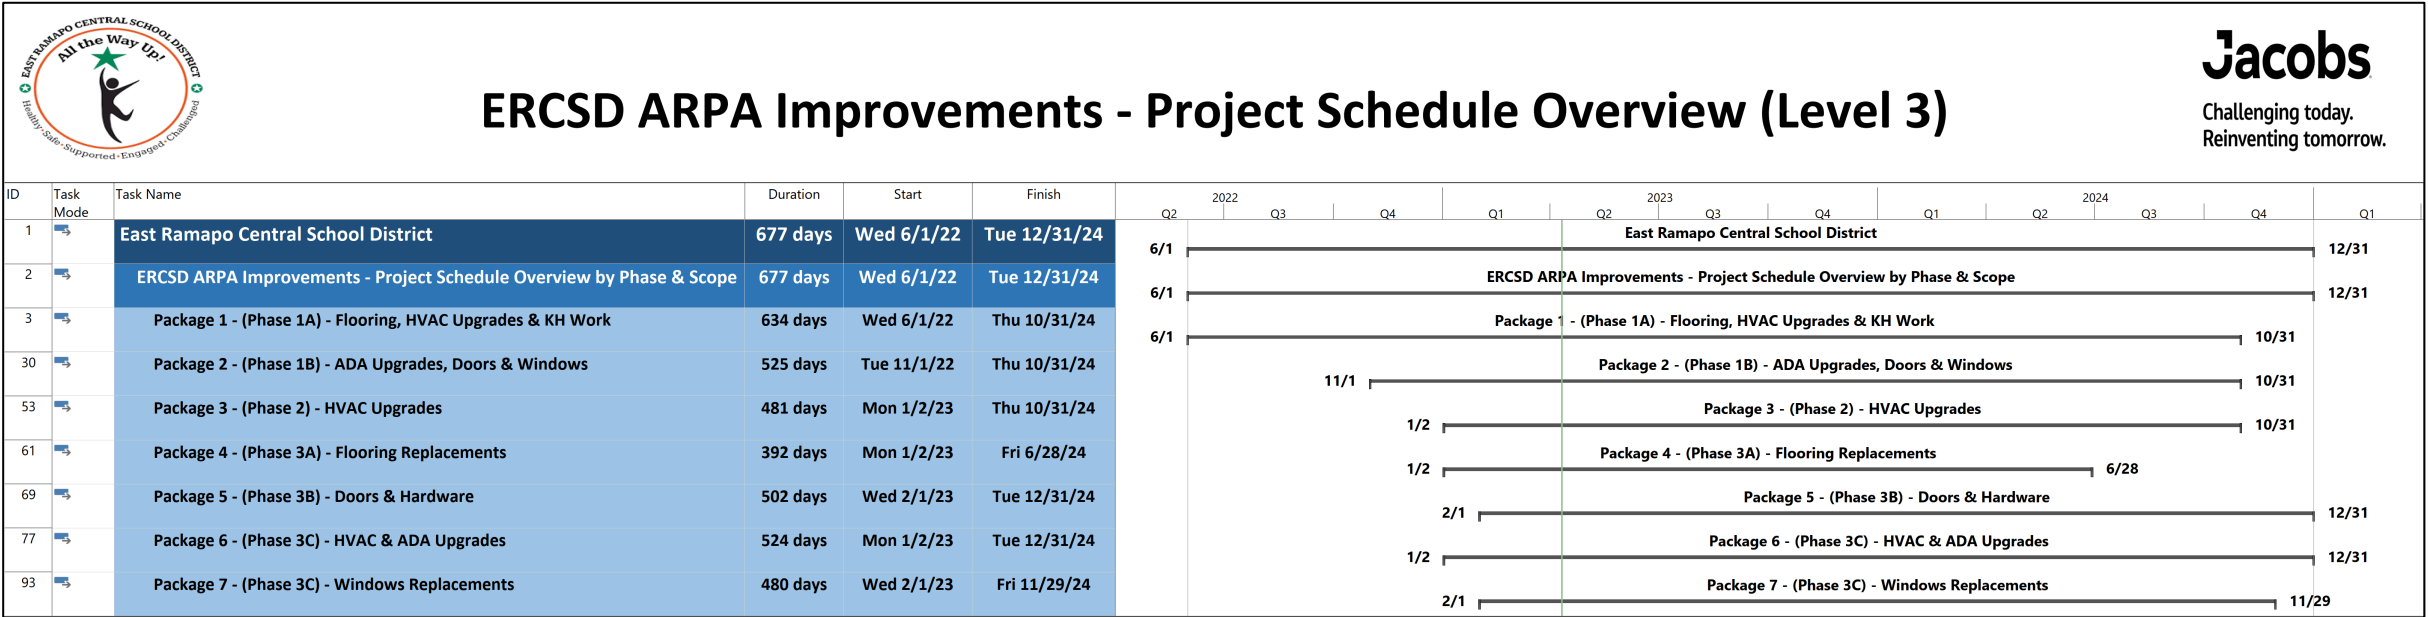 EAST RAMAPO CENTRAL SCHOOL DISTRICT
All the Way Up!
Healthy·Safe·Supported·Engaged·Challenged
Jacobs
Challenging today.
Reinventing tomorrow.
ERCSD ARPA Improvements - Project Schedule Overview (Level 3)
ID Task Mode Task Name Duration Start Finish
2022 2023 2024
Q2 Q3 Q4 Q1 Q2 Q3 Q4 Q1 Q2 Q3 Q4 Q1
1 East Ramapo Central School District 677 days Wed 6/1/22 Tue 12/31/24
East Ramapo Central School District
6/1 12/31
2 ERCSD ARPA Improvements - Project Schedule Overview by Phase & Scope 677 days Wed 6/1/22 Tue 12/31/24
ERCSD ARPA Improvements - Project Schedule Overview by Phase & Scope
6/1 12/31
3 Package 1 - (Phase 1A) - Flooring, HVAC Upgrades & KH Work 634 days Wed 6/1/22 Thu 10/31/24
Package 1 - (Phase 1A) - Flooring, HVAC Upgrades & KH Work
6/1 10/31
30 Package 2 - (Phase 1B) - ADA Upgrades, Doors & Windows 525 days Tue 11/1/22 Thu 10/31/24
Package 2 - (Phase 1B) - ADA Upgrades, Doors & Windows
11/1 10/31
53 Package 3 - (Phase 2) - HVAC Upgrades 481 days Mon 1/2/23 Thu 10/31/24
Package 3 - (Phase 2) - HVAC Upgrades
1/2 10/31
61 Package 4 - (Phase 3A) - Flooring Replacements 392 days Mon 1/2/23 Fri 6/28/24
Package 4 - (Phase 3A) - Flooring Replacements
1/2 6/28
69 Package 5 - (Phase 3B) - Doors & Hardware 502 days Wed 2/1/23 Tue 12/31/24
Package 5 - (Phase 3B) - Doors & Hardware
2/1 12/31
77 Package 6 - (Phase 3C) - HVAC & ADA Upgrades 524 days Mon 1/2/23 Tue 12/31/24
Package 6 - (Phase 3C) - HVAC & ADA Upgrades
1/2 12/31
93 Package 7 - (Phase 3C) - Windows Replacements 480 days Wed 2/1/23 Fri 11/29/24
Package 7 - (Phase 3C) - Windows Replacements
2/1 11/29